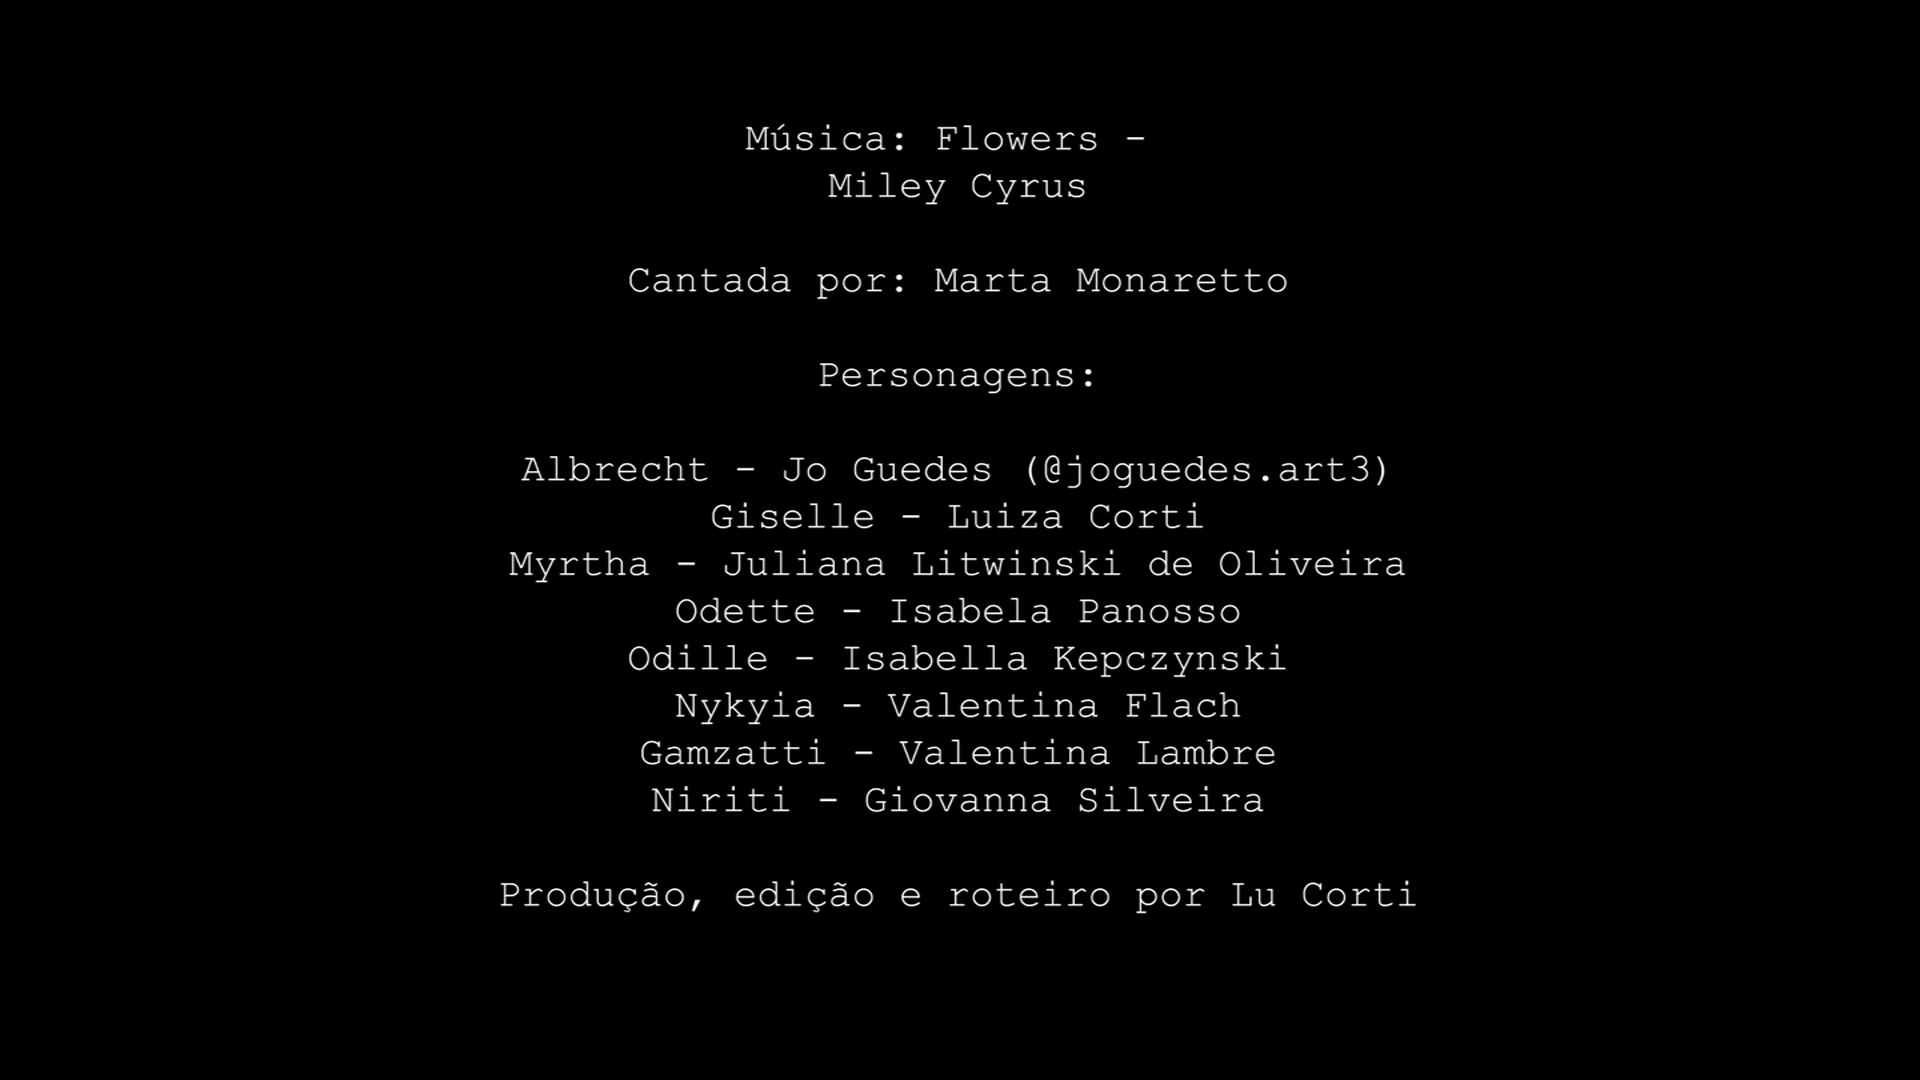 Música: Flowers -
Miley Cyrus
Cantada por: Marta Monaretto
Personagens:
Albrecht - Jo Guedes (@joguedes.art3)
Giselle - Luiza Corti
Myrtha - Juliana Litwinski de Oliveira
Odette - Isabela Panosso
Odille - Isabella Kepczynski
Nykyia - Valentina Flach
Gamzatti - Valentina Lambre
Niriti - Giovanna Silveira
Produção, edição e roteiro por Lu Corti